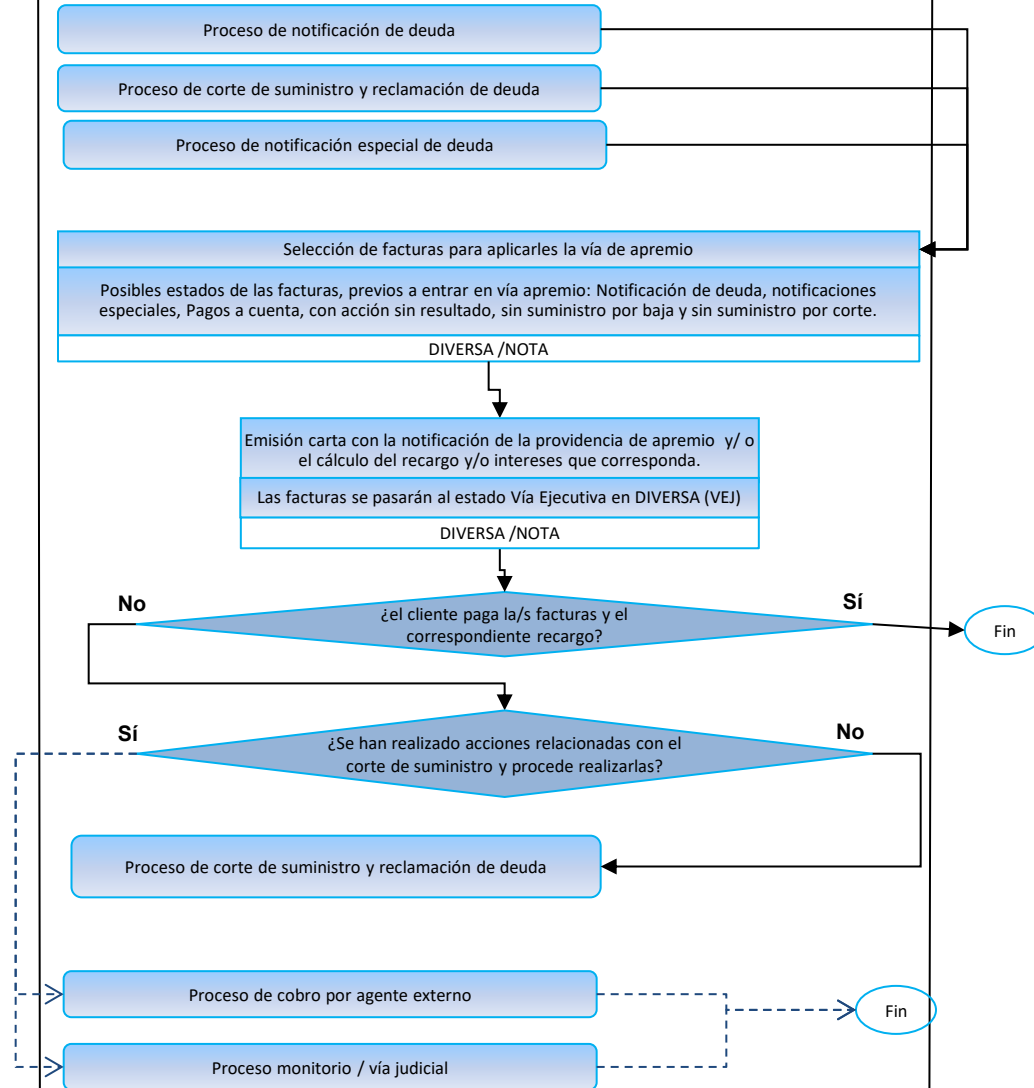 Proceso de notificación de deuda
Proceso de corte de suministro y reclamación de deuda
Proceso de notificación especial de deuda
Selección de facturas para aplicarles la vía de apremio
Posibles estados de las facturas, previos a entrar en vía apremio: Notificación de deuda, notificaciones
especiales, Pagos a cuenta, con acción sin resultado, sin suministro por baja y sin suministro por corte.
DIVERSA /NOTA
Emisión carta con la notificación de la providencia de apremio y/ o
el cálculo del recargo y/o intereses que corresponda.
Las facturas se pasarán al estado Vía Ejecutiva en DIVERSA (VEJ)
DIVERSA /NOTA
No
¿el cliente paga la/s facturas y el
correspondiente recargo?
Sí
Fin
Sí
¿Se han realizado acciones relacionadas con el
corte de suministro y procede realizarlas?
No
Proceso de corte de suministro y reclamación de deuda
Proceso de cobro por agente externo
Fin
Proceso monitorio / vía judicial